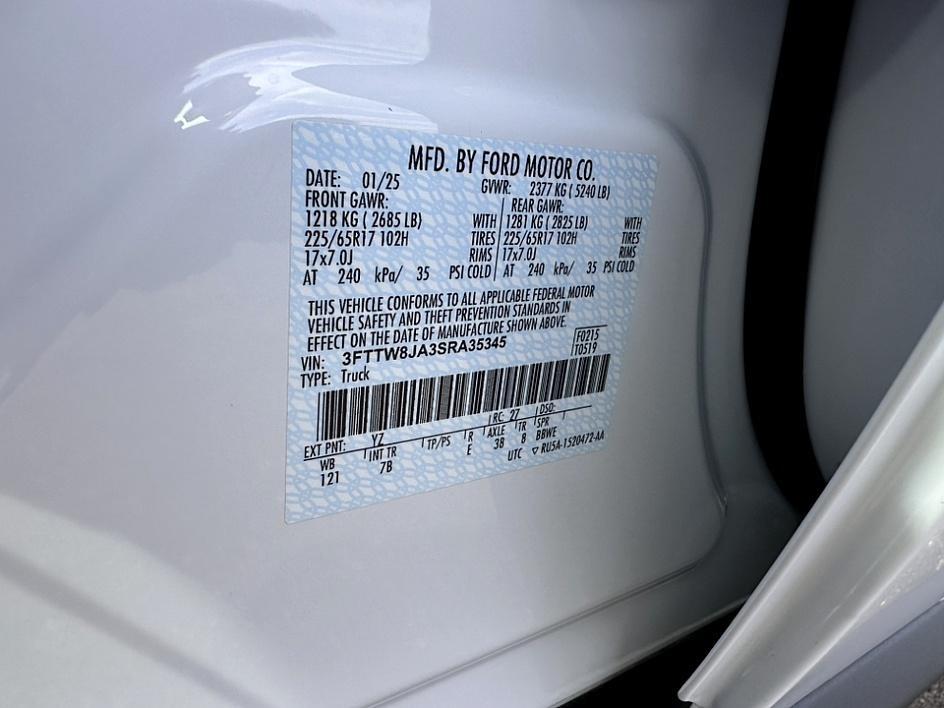 MFD. BY FORD MOTOR CO.
DATE: 01/25 GVWR: 2377 KG ( 5240 LB)
FRONT GAWR: REAR GAWR:
1218 KG ( 2685 LB) WITH 1281 KG ( 2825 LB) WITH
225/65R17 102H TIRES 225/65R17 102H TIRES
17x7.0J RIMS 17x7.0J RIMS
AT 240 kPa/ 35 PSI COLD AT 240 kPa/ 35 PSI COLD
THIS VEHICLE CONFORMS TO ALL APPLICABLE FEDERAL MOTOR
VEHICLE SAFETY AND THEFT PREVENTION STANDARDS IN
EFFECT ON THE DATE OF MANUFACTURE SHOWN ABOVE.
VIN: 3FTTW8JA3SRA35345 F0215
TYPE: Truck T0519
EXT PNT: YZ RC: 27 DSO:
WB INT TR TP/PS R AXLE TR SPR
121 7B E 38 8 BBWE
UTC ▽ RU5A-1520472-AA